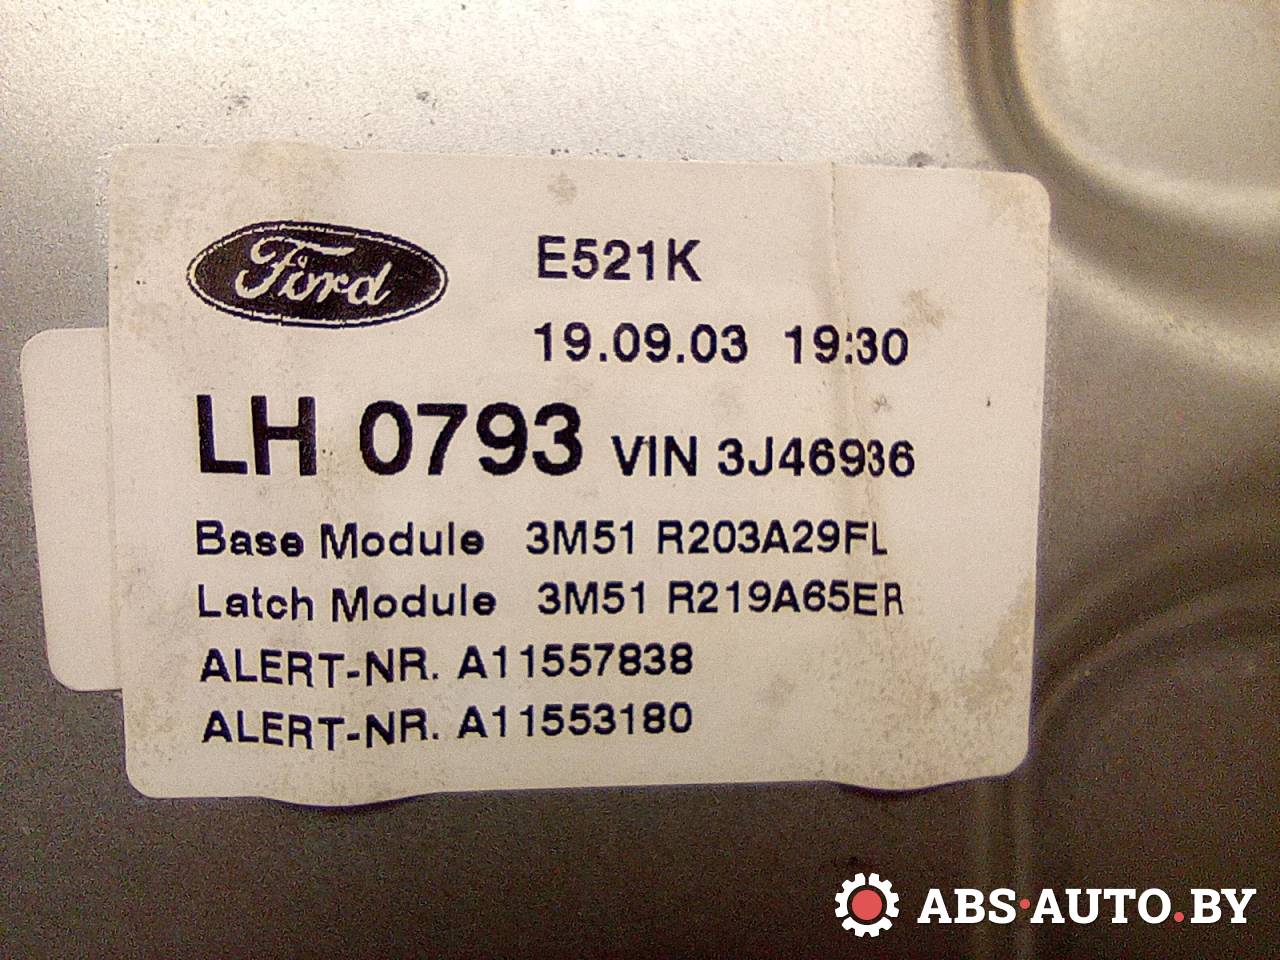 Ford
E521K
19.09.03 19:30
LH 0793 VIN 3J46936
Base Module 3M51 R203A29FL
Latch Module 3M51 R219A65ER
ALERT-NR. A11557838
ALERT-NR. A11553180
ABS·AUTO.BY